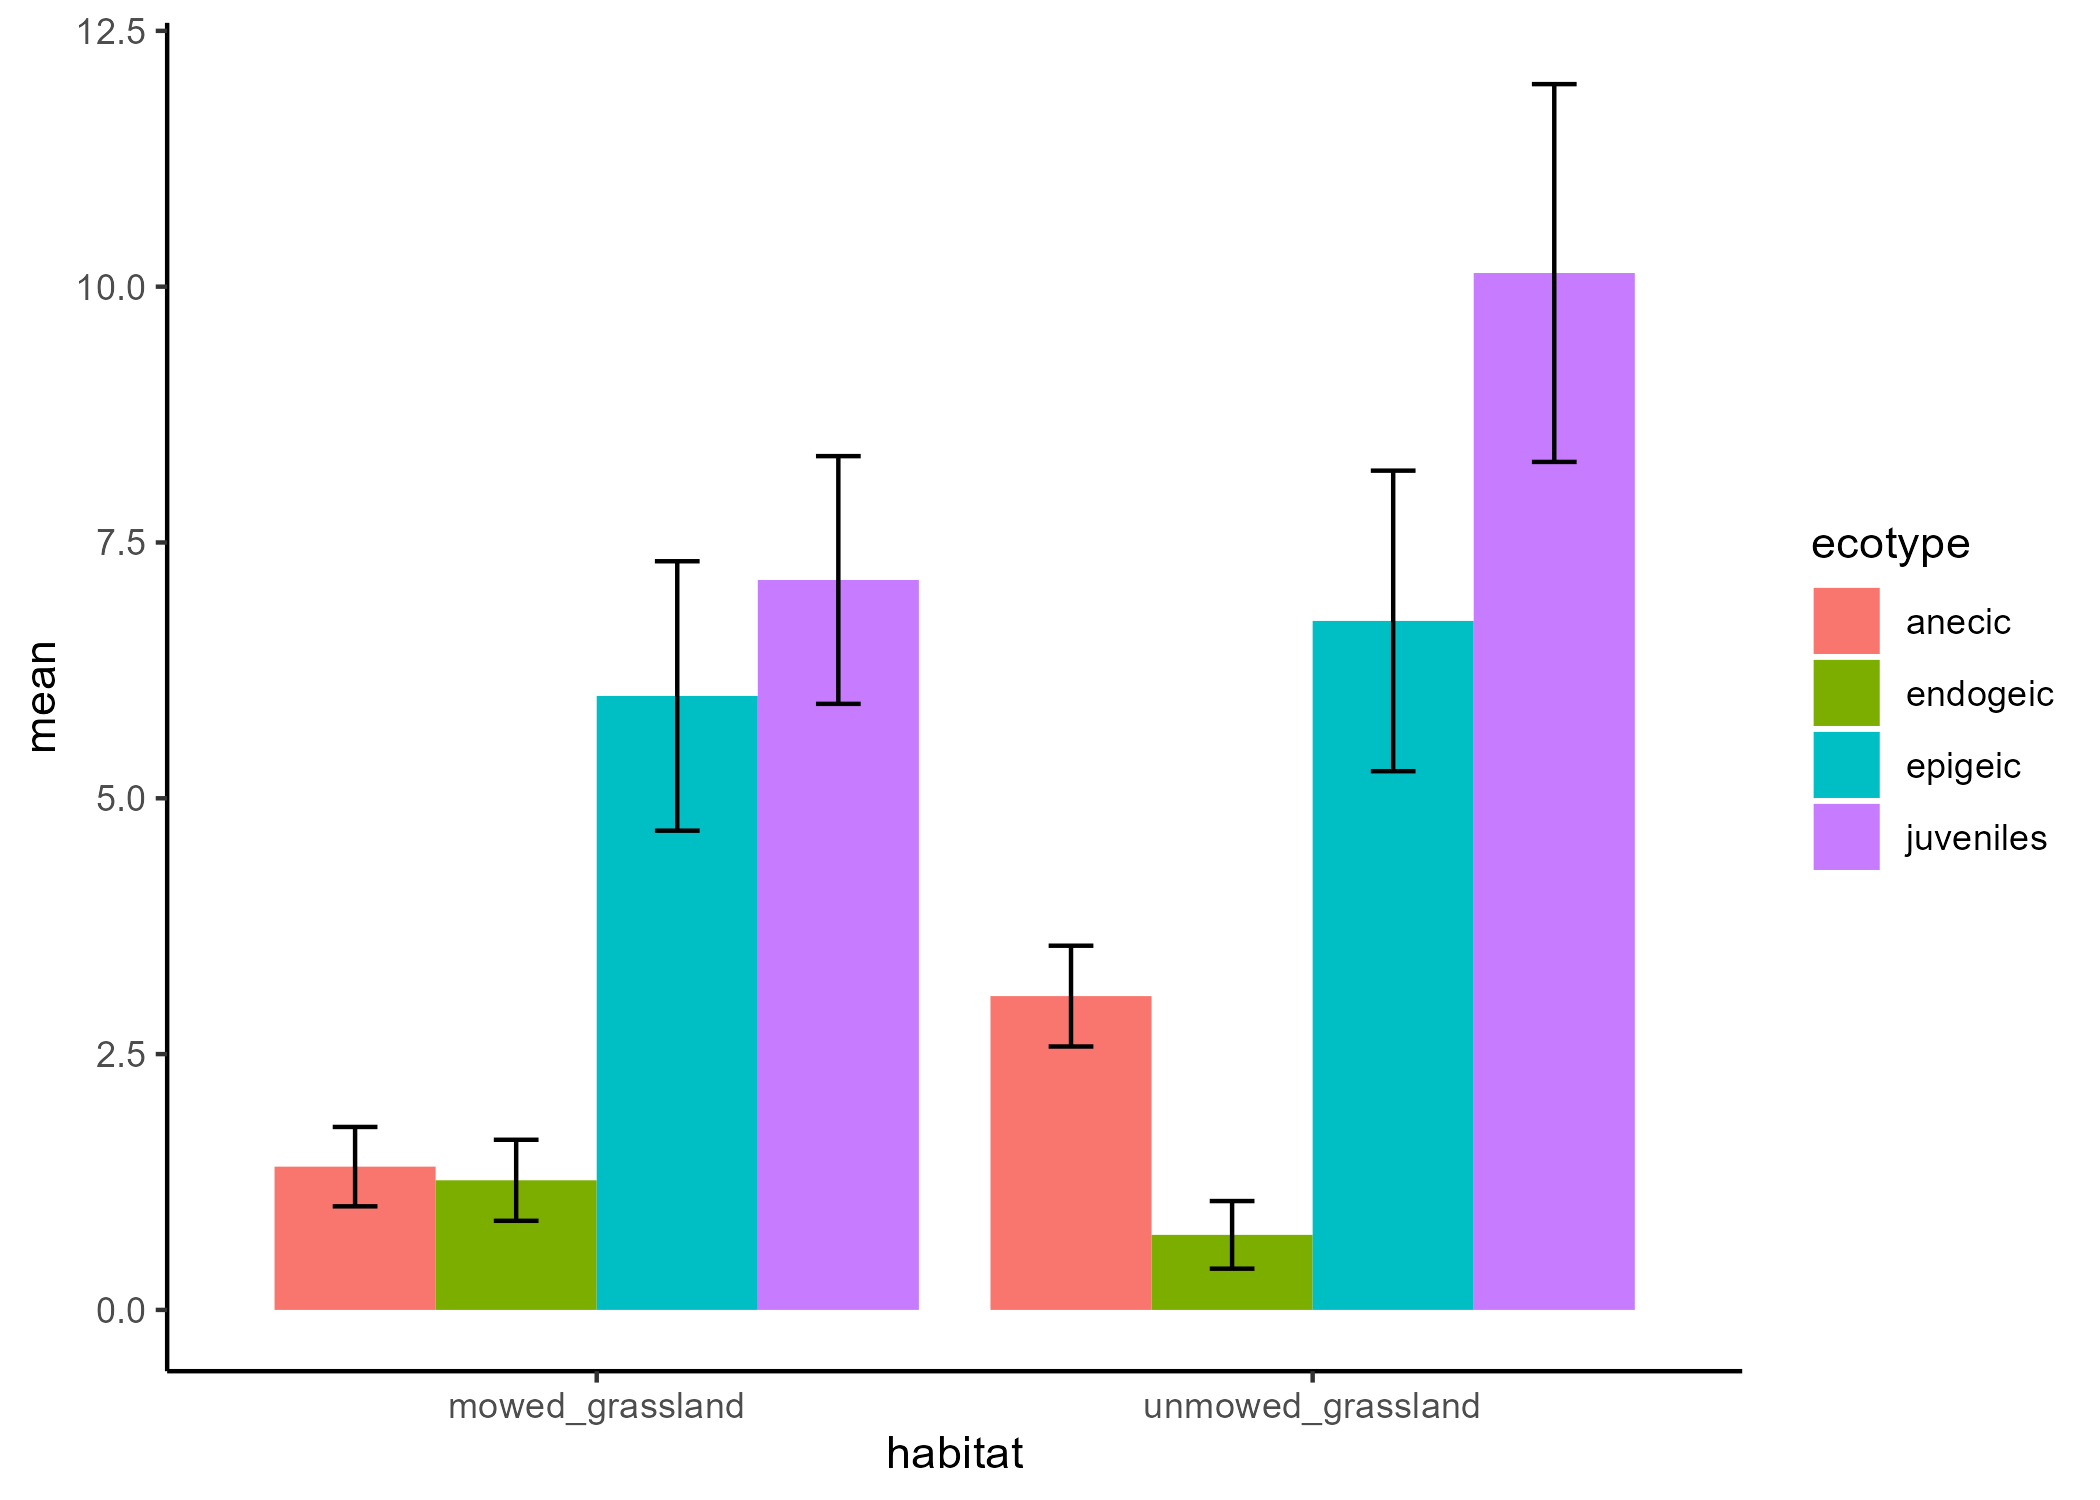 12.5
10.0
7.5
5.0
2.5
0.0
mean
mowed_grassland
unmowed_grassland
habitat
ecotype
anecic
endogeic
epigeic
juveniles